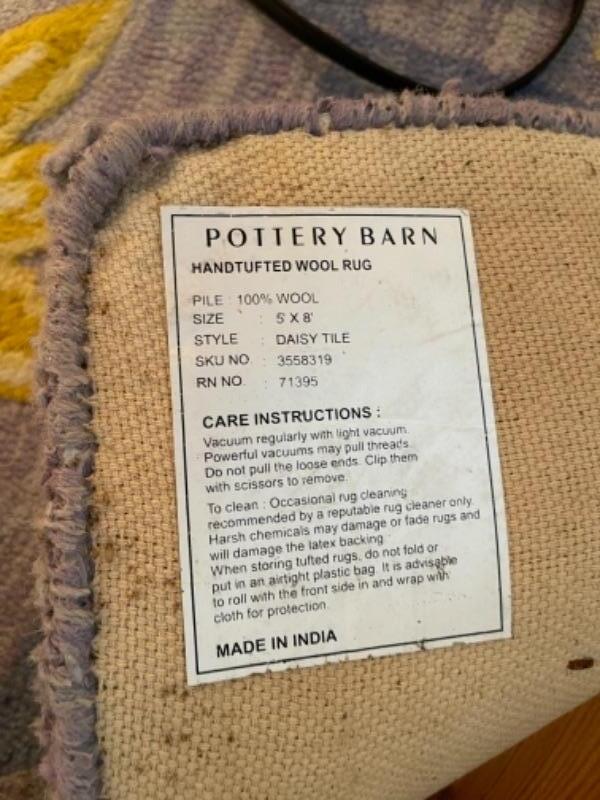 POTTERY BARN
HANDTUFTED WOOL RUG
PILE : 100% WOOL
SIZE : 5' X 8'
STYLE : DAISY TILE
SKU NO. : 3558319
RN NO. : 71395
CARE INSTRUCTIONS :
Vacuum regularly with light vacuum.
Powerful vacuums may pull threads.
Do not pull the loose ends. Clip them
with scissors to remove.
To clean : Occasional rug cleaning
recommended by a reputable rug cleaner only.
Harsh chemicals may damage or fade rugs and
will damage the latex backing.
When storing tufted rugs, do not fold or
put in an airtight plastic bag. It is advisable
to roll with the front side in and wrap with
cloth for protection.
MADE IN INDIA